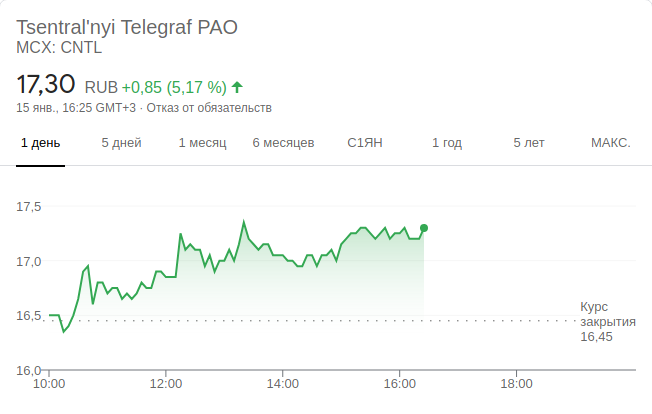 Tsentral'nyi Telegraf PAO
MCX: CNTL
17,30 RUB +0,85 (5,17 %)
15 янв., 16:25 GMT+3 · Отказ от обязательств
1 день 5 дней 1 месяц 6 месяцев С1ЯН 1 год 5 лет МАКС.
17,5
17,0
16,5
16,0
Курс
закрытия
16,45
10:00 12:00 14:00 16:00 18:00